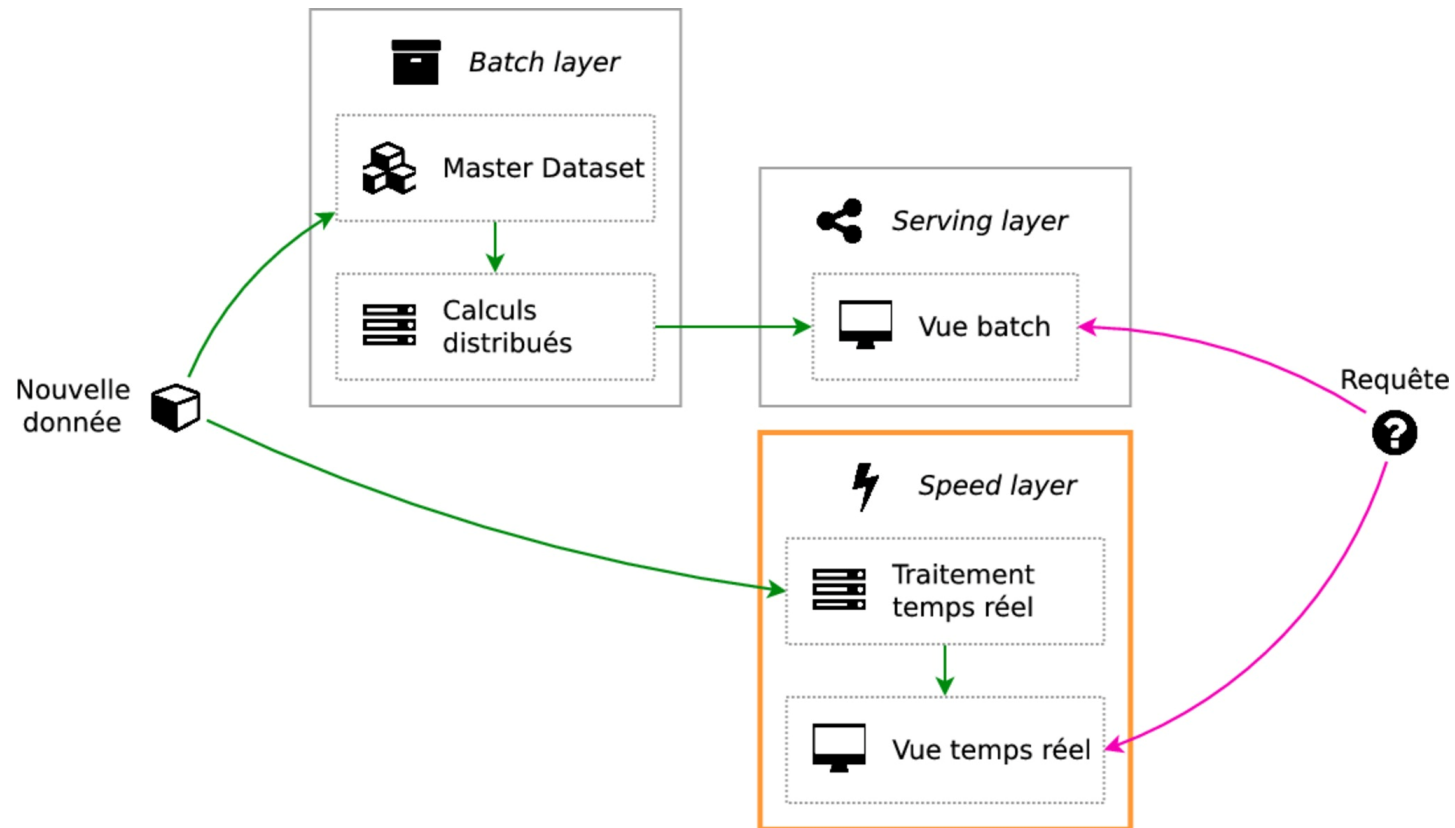 Batch layer
Master Dataset
Calculs
distribués
Serving layer
Vue batch
Nouvelle
donnée
Requête
?
Speed layer
Traitement
temps réel
Vue temps réel